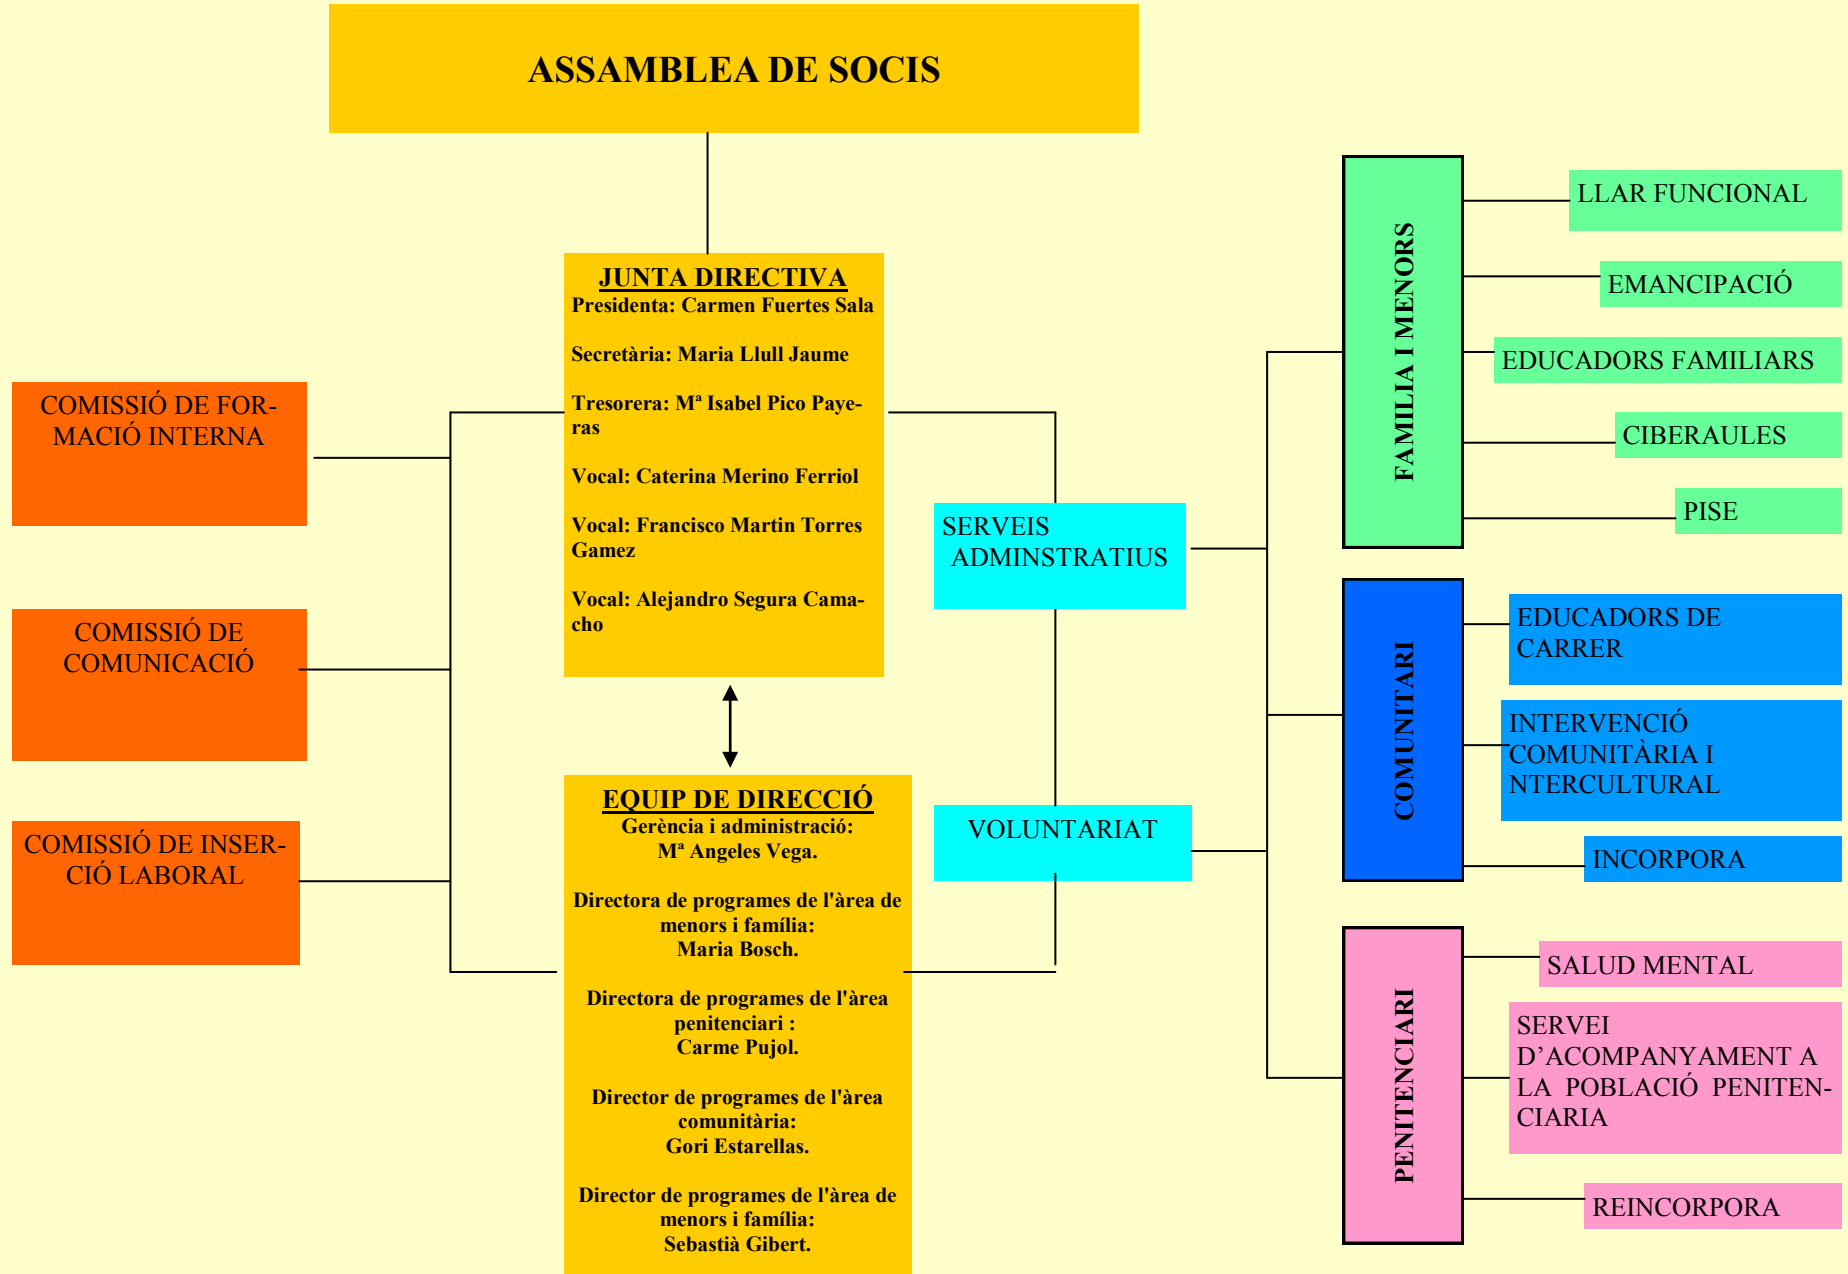 ASSAMBLEA DE SOCIS
JUNTA DIRECTIVA
Presidenta: Carmen Fuertes Sala
Secretària: Maria Llull Jaume
Tresorera: Mª Isabel Pico Paye-
ras
Vocal: Caterina Merino Ferriol
Vocal: Francisco Martin Torres
Gamez
Vocal: Alejandro Segura Cama-
cho
EQUIP DE DIRECCIÓ
Gerència i administració:
Mª Angeles Vega.
Directora de programes de l'àrea de
menors i família:
Maria Bosch.
Directora de programes de l'àrea
penitenciari :
Carme Pujol.
Director de programes de l'àrea
comunitària:
Gori Estarellas.
Director de programes de l'àrea de
menors i família:
Sebastià Gibert.
COMISSIÓ DE FOR-
MACIÓ INTERNA
COMISSIÓ DE
COMUNICACIÓ
COMISSIÓ DE INSER-
CIÓ LABORAL
SERVEIS
ADMINSTRATIUS
VOLUNTARIAT
FAMILIA I MENORS
LLAR FUNCIONAL
EMANCIPACIÓ
EDUCADORS FAMILIARS
CIBERAULES
PISE
COMUNITARI
EDUCADORS DE
CARRER
INTERVENCIÓ
COMUNITÀRIA I
NTERCULTURAL
INCORPORA
PENITENCIARI
SALUD MENTAL
SERVEI
D’ACOMPANYAMENT A
LA POBLACIÓ PENITEN-
CIARIA
REINCORPORA